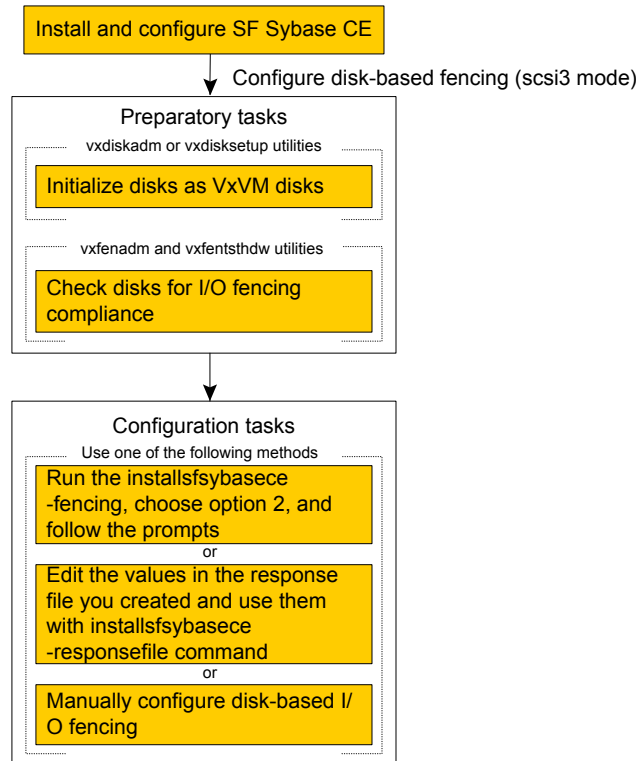 Install and configure SF Sybase CE
Configure disk-based fencing (scsi3 mode)
Preparatory tasks
vxdiskadm or vxdisksetup utilities
Initialize disks as VxVM disks
vxfenadm and vxfentsthdw utilities
Check disks for I/O fencing
compliance
Configuration tasks
Use one of the following methods
Run the installsfsybasece
-fencing, choose option 2, and
follow the prompts
or
Edit the values in the response
file you created and use them
with installsfsybasece
-responsefile command
or
Manually configure disk-based I/
O fencing